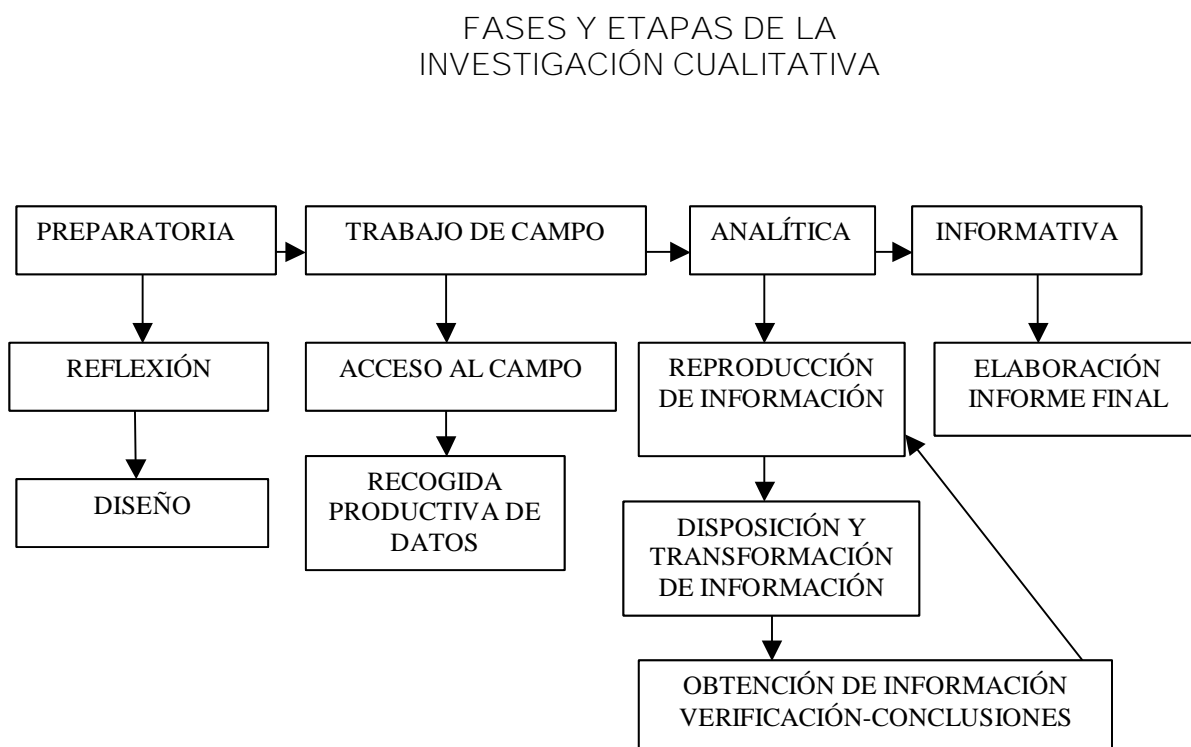 FASES Y ETAPAS DE LA
INVESTIGACIÓN CUALITATIVA
PREPARATORIA
TRABAJO DE CAMPO
ANALÍTICA
INFORMATIVA
REFLEXIÓN
ACCESO AL CAMPO
REPRODUCCIÓN
DE INFORMACIÓN
ELABORACIÓN
INFORME FINAL
DISEÑO
RECOGIDA
PRODUCTIVA DE
DATOS
DISPOSICIÓN Y
TRANSFORMACIÓN
DE INFORMACIÓN
OBTENCIÓN DE INFORMACIÓN
VERIFICACIÓN-CONCLUSIONES